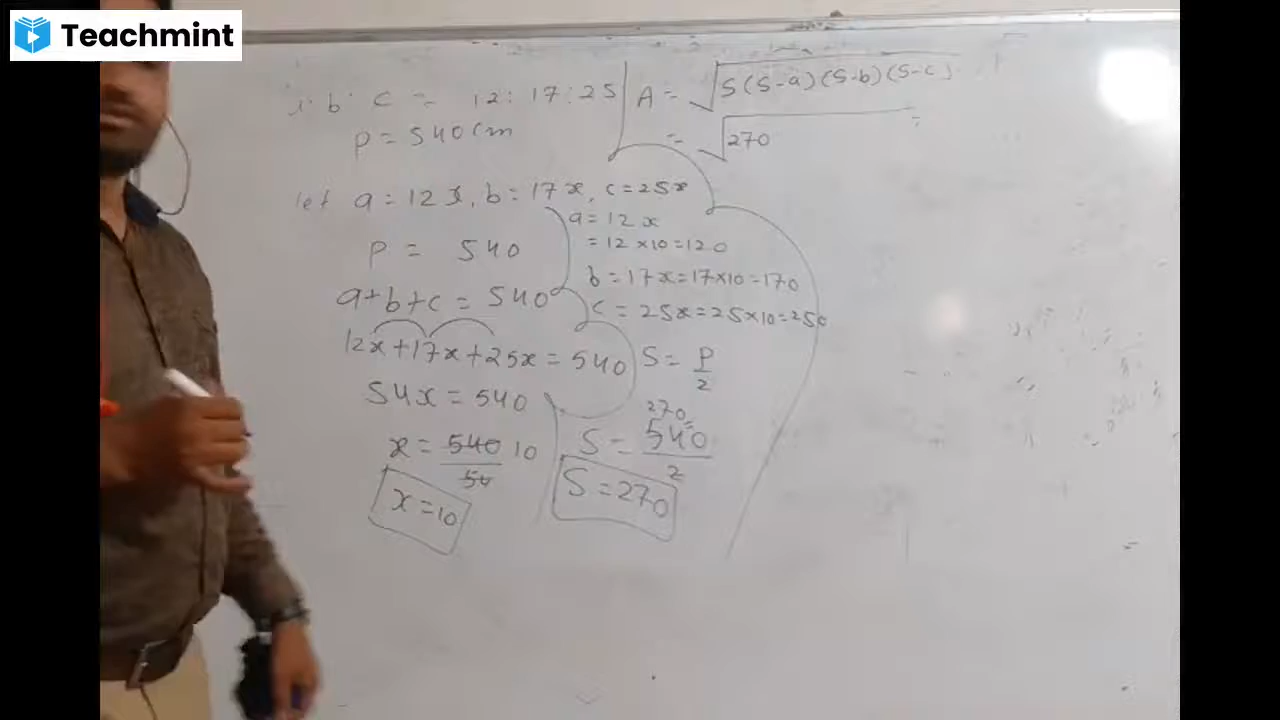 Teachmint
b : c = 12:17:25
P = 540 cm
let a = 12x, b = 17x, c = 25x
P = 540
a+b+c = 540
12x+17x+25x = 540
54x = 540
x = 540/54 10
x = 10
A = √S(S-a)(S-b)(S-c)
= √270
a = 12x
= 12×10=120
b = 17x=17×10=170
c = 25x=25×10=250
S = P/2
270
S = 540/2
S = 270